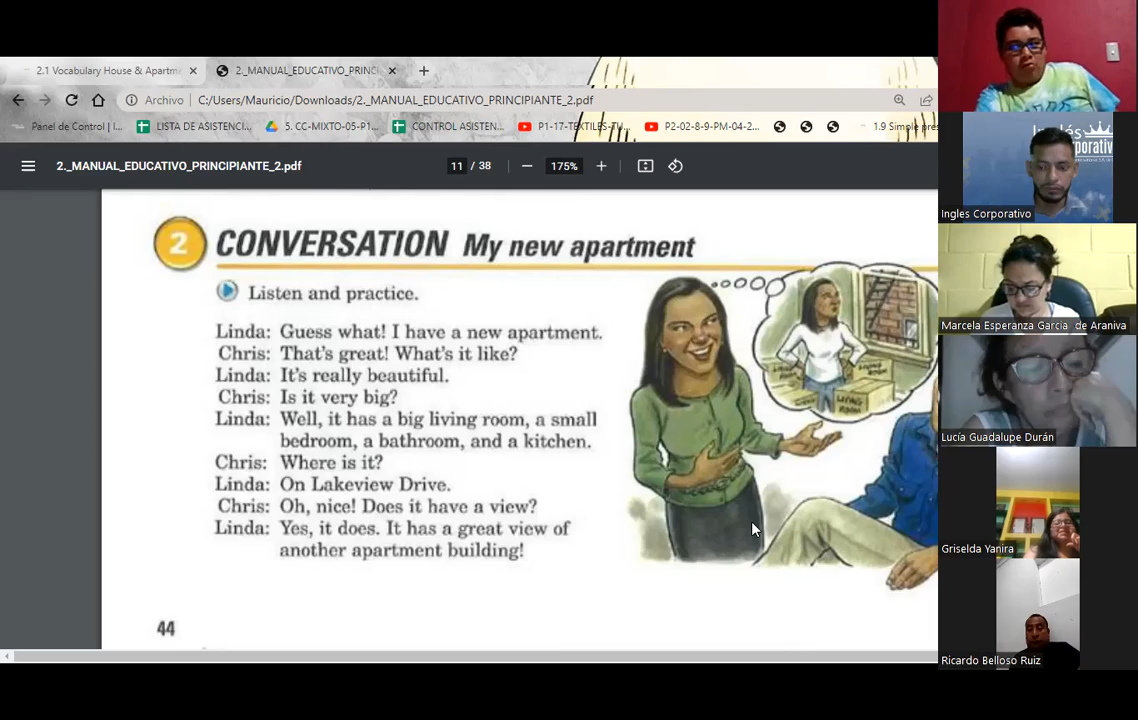 2.1 Vocabulary House & Apartme
2._MANUAL_EDUCATIVO_PRINCI
Archivo
C:/Users/Mauricio/Downloads/2._MANUAL_EDUCATIVO_PRINCIPIANTE_2.pdf
Panel de Control | I...
LISTA DE ASISTENCI...
5. CC-MIXTO-05-P1...
CONTROL ASISTEN...
P1-17-TEXTILES-TU...
P2-02-8-9-PM-04-2...
1.9 Simple pres
2._MANUAL_EDUCATIVO_PRINCIPIANTE_2.pdf
11 / 38
175%
2 CONVERSATION My new apartment
Listen and practice.
Linda: Guess what! I have a new apartment.
Chris: That's great! What's it like?
Linda: It's really beautiful.
Chris: Is it very big?
Linda: Well, it has a big living room, a small
bedroom, a bathroom, and a kitchen.
Chris: Where is it?
Linda: On Lakeview Drive.
Chris: Oh, nice! Does it have a view?
Linda: Yes, it does. It has a great view of
another apartment building!
44
LIVING
ROOM
Ingles Corporativo
Marcela Esperanza Garcia de Araniva
Lucía Guadalupe Durán
Griselda Yanira
Ricardo Belloso Ruiz